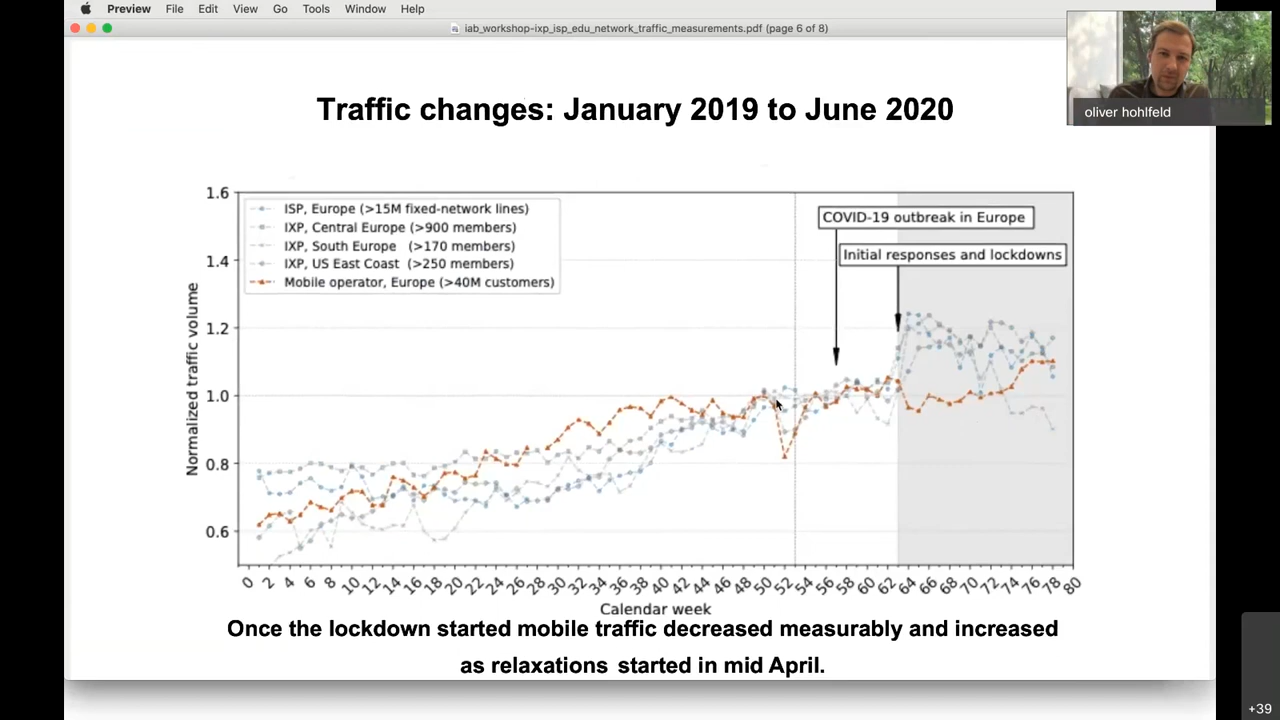 Preview File Edit View Go Tools Window Help
iab_workshop-ixp_isp_edu_network_traffic_measurements.pdf (page 6 of 8)
oliver hohlfeld
Traffic changes: January 2019 to June 2020
1.6
1.4
1.2
1.0
0.8
0.6
Normalized traffic volume
ISP, Europe (>15M fixed-network lines)
IXP, Central Europe (>900 members)
IXP, South Europe (>170 members)
IXP, US East Coast (>250 members)
Mobile operator, Europe (>40M customers)
COVID-19 outbreak in Europe
Initial responses and lockdowns
0 2 4 6 8 10 12 14 16 18 20 22 24 26 28 30 32 34 36 38 40 42 44 46 48 50 52 54 56 58 60 62 64 66 68 70 72 74 76 78 80
Calendar week
Once the lockdown started mobile traffic decreased measurably and increased
as relaxations started in mid April.
+39